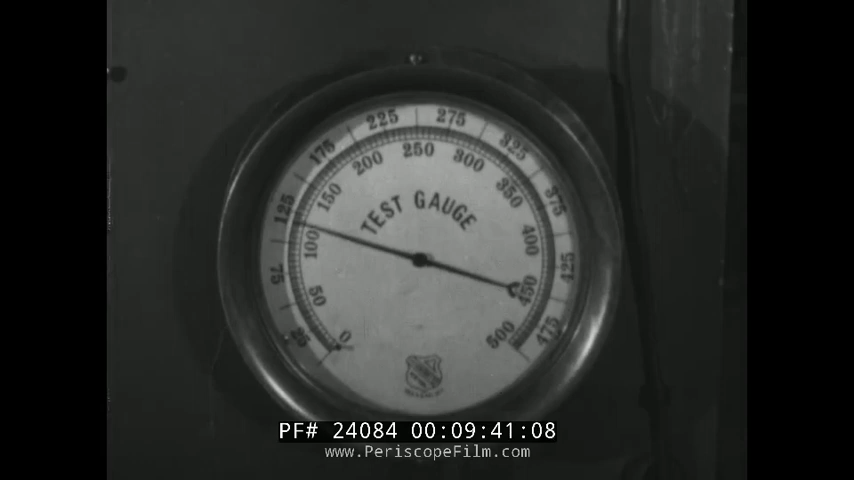 225 275
175 325
200 250 300
125 150 350 375
TEST GAUGE
100 400
75 425
50 450
25 0 500 475
PF# 24084 00:09:41:08
www.PeriscopeFilm.com